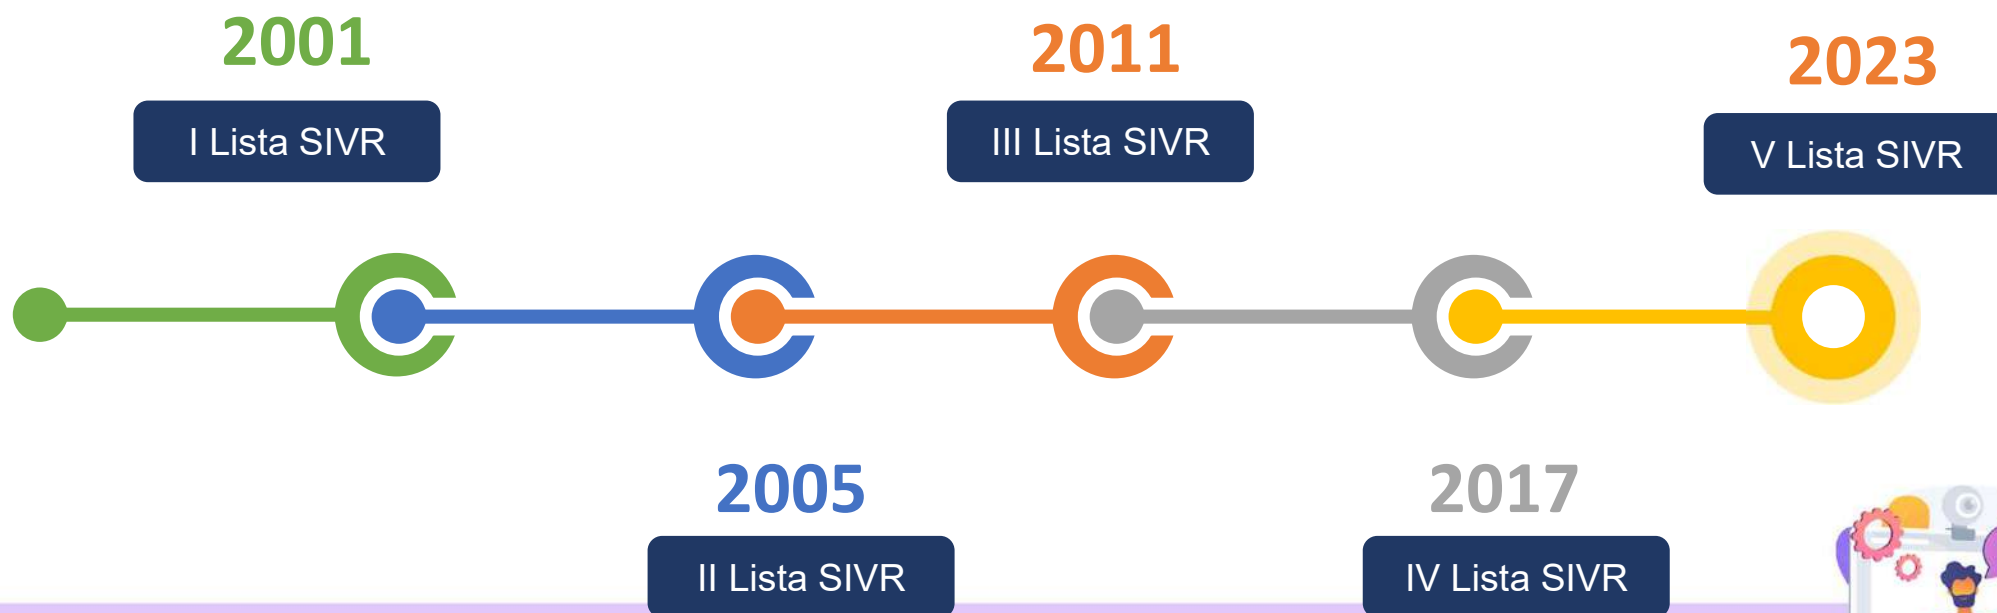 2001
I Lista SIVR
2005
II Lista SIVR
2011
III Lista SIVR
2017
IV Lista SIVR
2023
V Lista SIVR